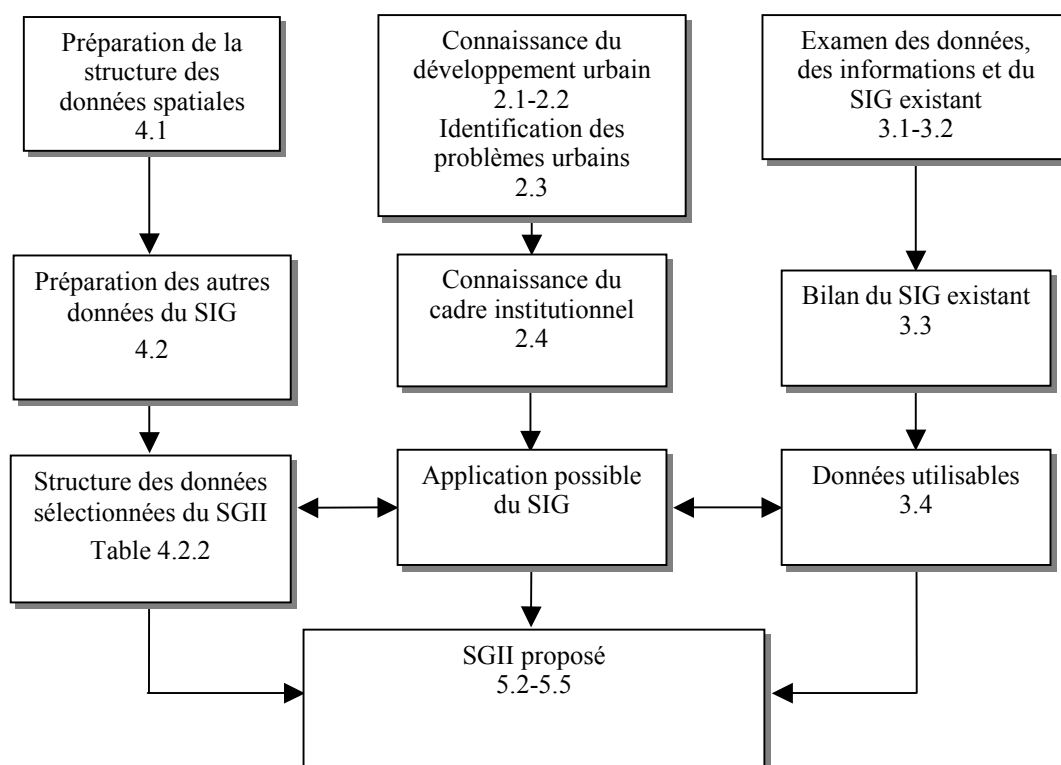 Préparation de la
structure des
données spatiales
4.1
Connaissance du
développement urbain
2.1-2.2
Identification des
problèmes urbains
2.3
Examen des données,
des informations et du
SIG existant
3.1-3.2
Préparation des autres
données du SIG
4.2
Connaissance du
cadre institutionnel
2.4
Bilan du SIG existant
3.3
Structure des données
sélectionnées du SGII
Table 4.2.2
Application possible
du SIG
Données utilisables
3.4
SGII proposé
5.2-5.5